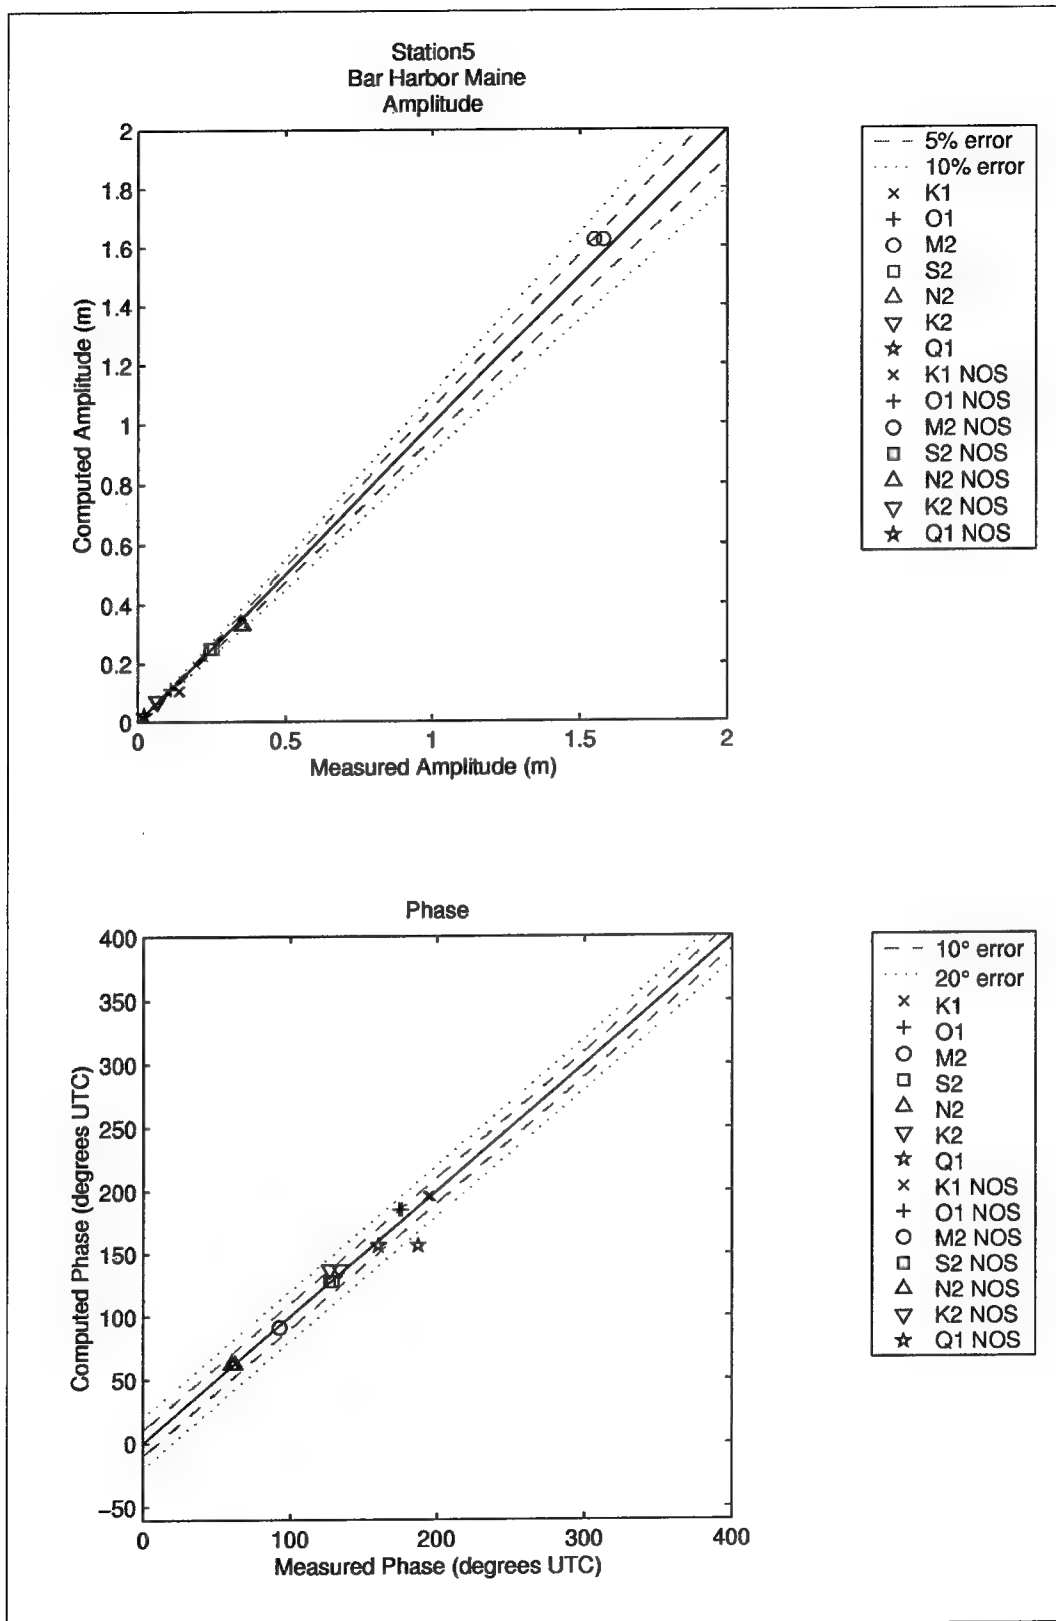 Station5
Bar Harbor Maine
Amplitude
2
1.8
1.6
1.4
1.2
1
0.8
0.6
0.4
0.2
0
0
0.5
1
1.5
2
Computed Amplitude (m)
Measured Amplitude (m)
5% error
10% error
K1
O1
M2
S2
N2
K2
Q1
K1 NOS
O1 NOS
M2 NOS
S2 NOS
N2 NOS
K2 NOS
Q1 NOS
Phase
400
350
300
250
200
150
100
50
0
−50
0
100
200
300
400
Computed Phase (degrees UTC)
Measured Phase (degrees UTC)
10° error
20° error
K1
O1
M2
S2
N2
K2
Q1
K1 NOS
O1 NOS
M2 NOS
S2 NOS
N2 NOS
K2 NOS
Q1 NOS